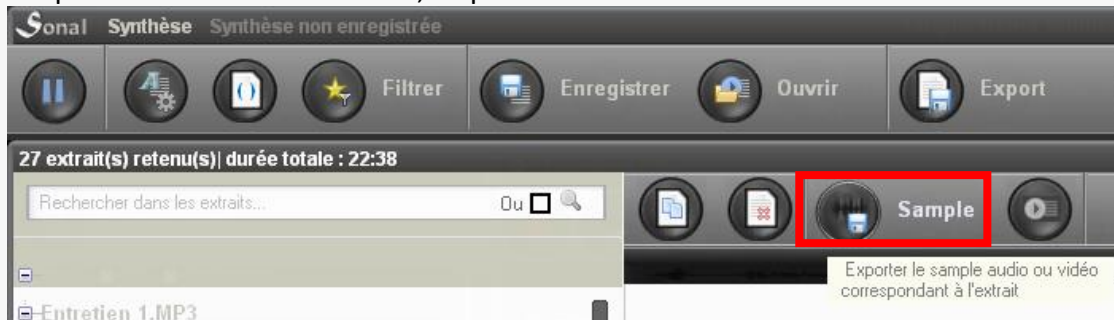 Sonal Synthèse Synthèse non enregistrée
Filtrer Enregistrer Ouvrir Export
27 extrait(s) retenu(s)| durée totale : 22:38
Rechercher dans les extraits... Ou
Sample
Exporter le sample audio ou vidéo
correspondant à l'extrait
Entretien 1.MP3